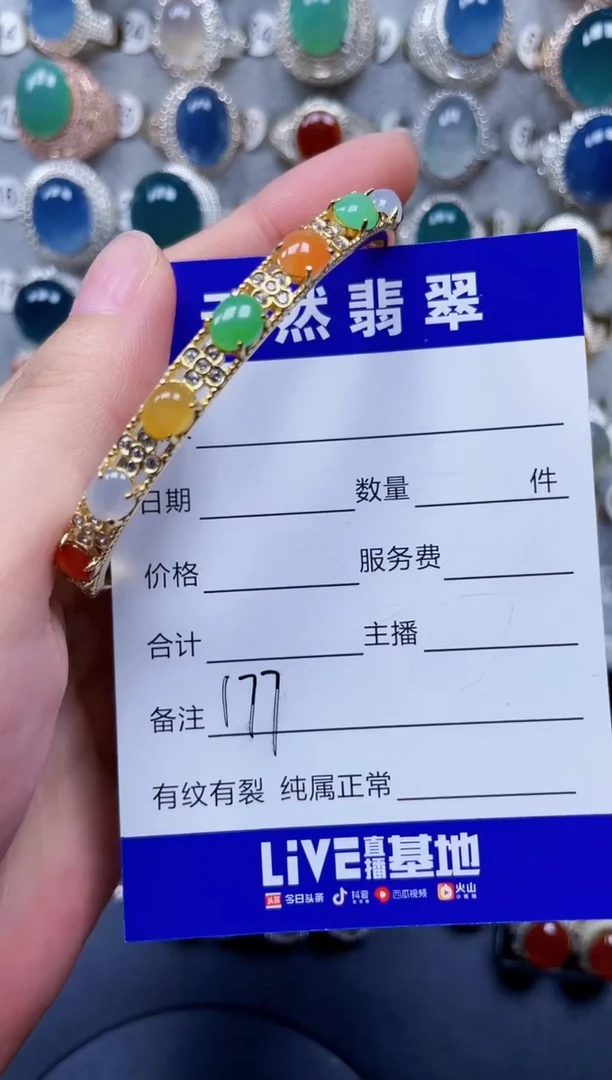 然翡翠
日期 数量 件
价格 服务费
合计 主播
备注 177
有纹有裂 纯属正常
LiVE直播基地
头条 今日头条 抖音 西瓜视频 火山